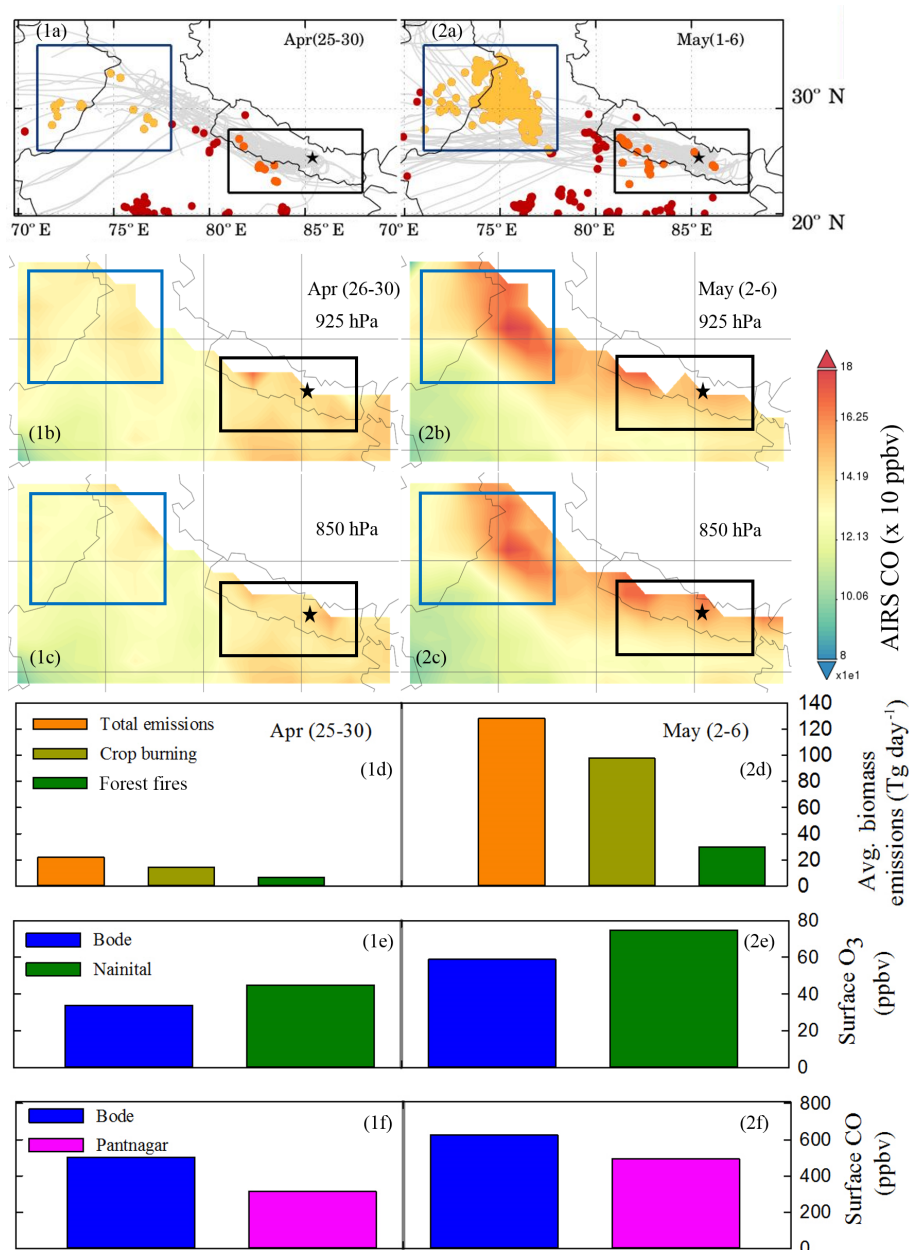 (1a)
Apr(25-30)
(2a)
May(1-6)
30° N
20° N
70° E
75° E
80° E
85° E
70° E
75° E
80° E
85° E
Apr (26-30)
925 hPa
(1b)
May (2-6)
925 hPa
(2b)
850 hPa
(1c)
850 hPa
(2c)
18
16.25
14.19
12.13
10.06
8
x1e1
AIRS CO (x 10 ppbv)
Total emissions
Crop burning
Forest fires
Apr (25-30)
(1d)
May (2-6)
(2d)
140
120
100
80
60
40
20
0
Avg. biomass
emissions (Tg day⁻¹)
Bode
Nainital
(1e)
(2e)
80
60
40
20
0
Surface O₃
(ppbv)
Bode
Pantnagar
(1f)
(2f)
800
600
400
200
0
Surface CO
(ppbv)